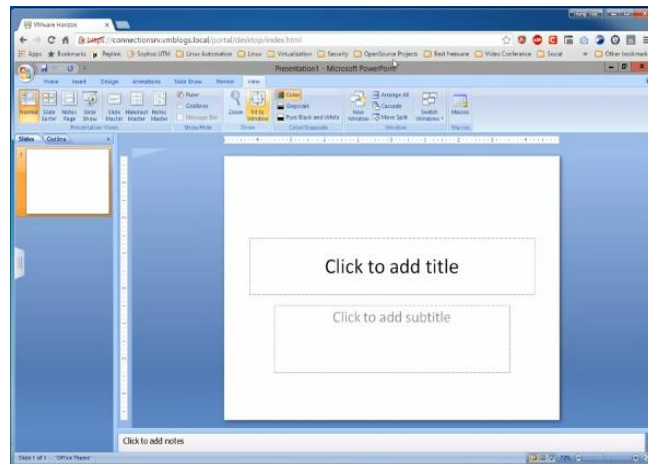 VMware Horizon
https://connectionsrv.vmblogs.local/portal/desktop/index.html
Apps Bookmarks Peplink Sophos UTM Linux Automation Linux Virtualization Security OpenSource Projects Best freeware Video Conference Social » Other bookmarks
Presentation1 - Microsoft PowerPoint
Home Insert Design Animations Slide Show Review View
Ruler Color Arrange All
Gridlines Grayscale Cascade
Message Bar Pure Black and White Move Split
Normal Slide Sorter Notes Page Slide Show Slide Master Handout Master Notes Master Zoom Fit to Window New Window Switch Windows Macros
Presentation Views Show/Hide Zoom Color/Grayscale Window Macros
Slides Outline
1
Click to add title
Click to add subtitle
Click to add notes
Slide 1 of 1 "Office Theme" 72%